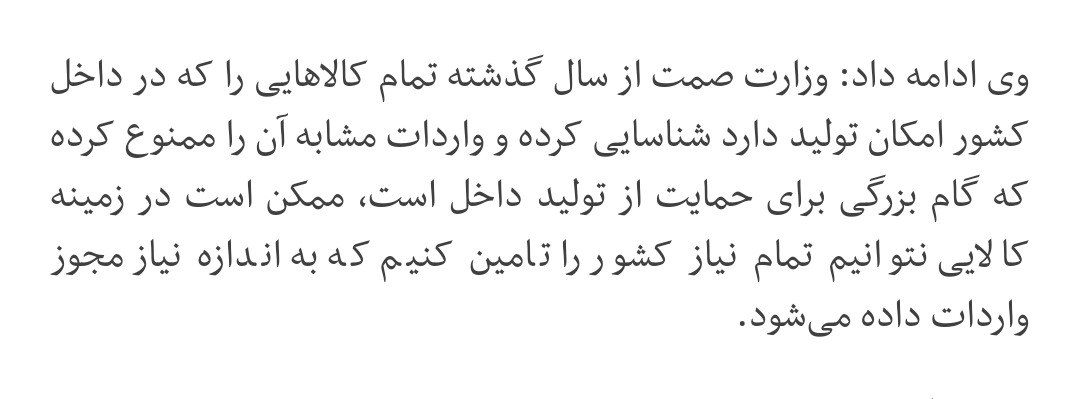 وی ادامه داد: وزارت صمت از سال گذشته تمام کالاهایی را که در داخل
کشور امکان تولید دارد شناسایی کرده و واردات مشابه آن را ممنوع کرده
که گام بزرگی برای حمایت از تولید داخل است، ممکن است در زمینه
کالایی نتوانیم تمام نیاز کشور را تامین کنیم که به اندازه نیاز مجوز
واردات داده می‌شود.